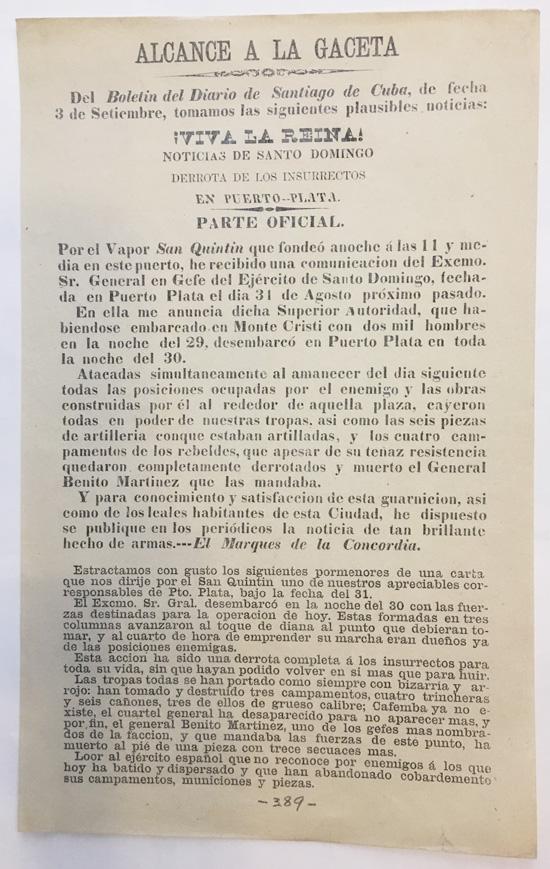 ALCANCE A LA GACETA
Del Boletin del Diario de Santiago de Cuba, de fecha
3 de Setiembre, tomamos las siguientes plausibles noticias:
¡VIVA LA REINA!
NOTICIAS DE SANTO DOMINGO
DERROTA DE LOS INSURRECTOS
EN PUERTO--PLATA.
PARTE OFICIAL.
Por el Vapor San Quintin que fondeó anoche á las 11 y me-
dia en este puerto, he recibido una comunicacion del Excmo.
Sr. General en Gefe del Ejército de Santo Domingo, fecha-
da en Puerto Plata el dia 31 de Agosto próximo pasado.
En ella me anuncia dicha Superior Autoridad, que ha-
biendose embarcado en Monte Cristi con dos mil hombres
en la noche del 29, desembarcó en Puerto Plata en toda
la noche del 30.
Atacadas simultaneamente al amanecer del dia siguiente
todas las posiciones ocupadas por el enemigo y las obras
construidas por él al rededor de aquella plaza, cayeron
todas en poder de nuestras tropas, asi como las seis piezas
de artilleria conque estaban artilladas, y los cuatro cam-
pamentos de los rebeldes, que apesar de su tenaz resistencia
quedaron completamente derrotados y muerto el General
Benito Martinez que las mandaba.
Y para conocimiento y satisfaccion de esta guarnicion, asi
como de los leales habitantes de esta Ciudad, he dispuesto
se publique en los periódicos la noticia de tan brillante
hecho de armas.---El Marques de la Concordia.
Estractamos con gusto los siguientes pormenores de una carta
que nos dirije por el San Quintin uno de nuestros apreciables cor-
responsables de Pto. Plata, bajo la fecha del 31.
El Excmo. Sr. Gral. desembarcó en la noche del 30 con las fuer-
zas destinadas para la operacion de hoy. Estas formadas en tres
columnas avanzaron al toque de diana al punto que debieran to-
mar, y al cuarto de hora de emprender su marcha eran dueños ya
de las posiciones enemigas.
Esta accion ha sido una derrota completa á los insurrectos para
toda su vida, sin que hayan podido volver en si mas que para huir.
Las tropas todas se han portado como siempre con bizarria y ar-
rojo: han tomado y destruído tres campamentos, cuatro trincheras
y seis cañones, tres de ellos de grueso calibre; Cafemba ya no e-
xiste, el cuartel general ha desaparecido para no aparecer mas, y
por fin, el general Benito Martinez, uno de los gefes mas nombra-
dos de la faccion, y que mandaba las fuerzas de este punto, ha
muerto al pié de una pieza con trece secuaces mas.
Loor al ejército español que no reconoce por enemigos á los que
hoy ha batido y dispersado y que han abandonado cobardemente
sus campamentos, municiones y piezas.
-389-